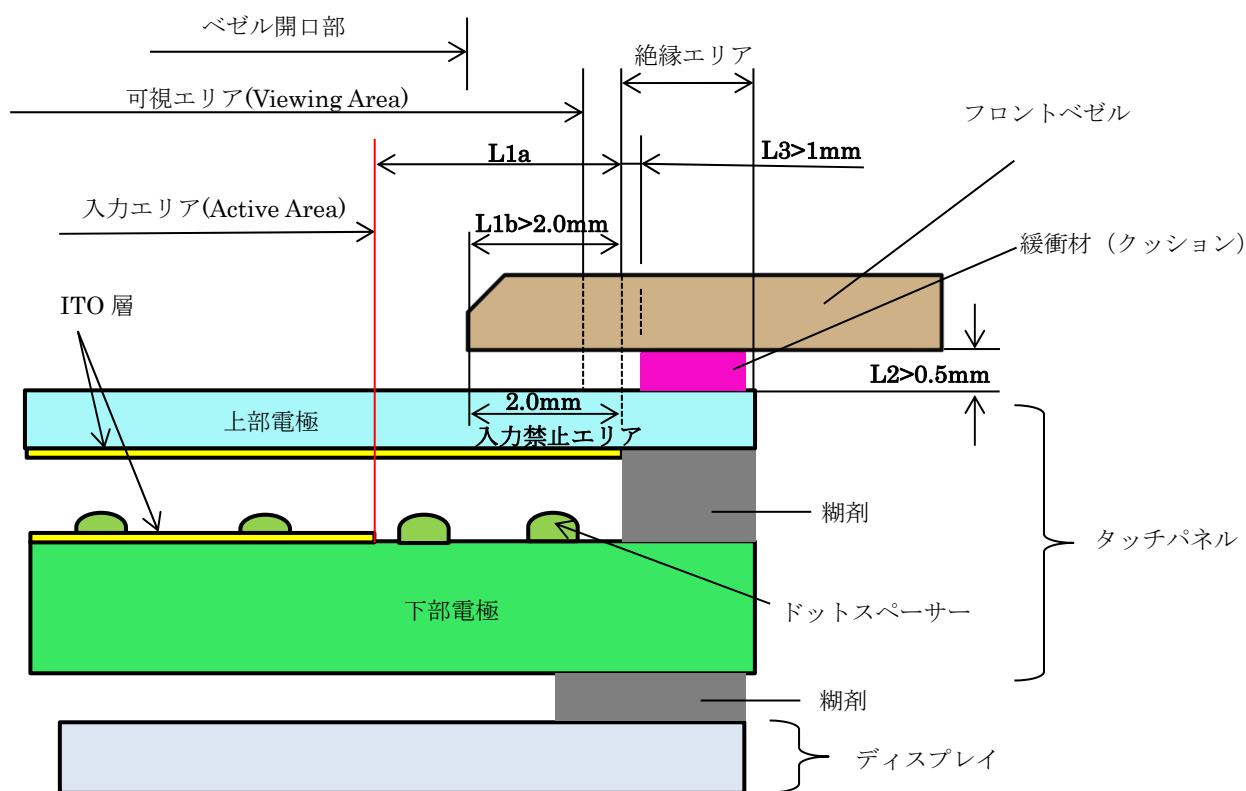 ベゼル開口部
絶縁エリア
可視エリア(Viewing Area)
フロントベゼル
L1a
L3>1mm
入力エリア(Active Area)
L1b>2.0mm
緩衝材（クッション）
ITO 層
L2>0.5mm
2.0mm
上部電極
入力禁止エリア
糊剤
タッチパネル
下部電極
ドットスペーサー
糊剤
ディスプレイ